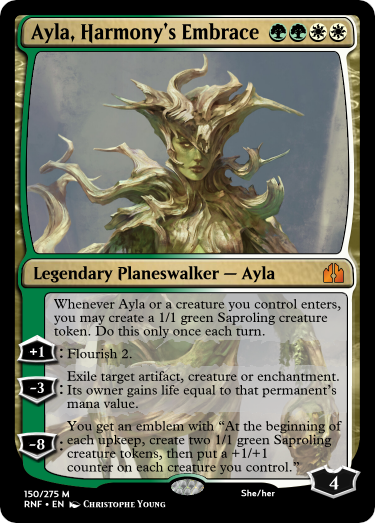 Ayla, Harmony's Embrace
Legendary Planeswalker — Ayla
Whenever Ayla or a creature you control enters,
you may create a 1/1 green Saproling creature
token. Do this only once each turn.
+1: Flourish 2.
Exile target artifact, creature or enchantment.
-3: Its owner gains life equal to that permanent's
mana value.
You get an emblem with “At the beginning of
-8: each upkeep, create two 1/1 green Saproling
creature tokens, then put a +1/+1
counter on each creature you control.”
4
150/275 M
She/her
RNF • EN Christophe Young